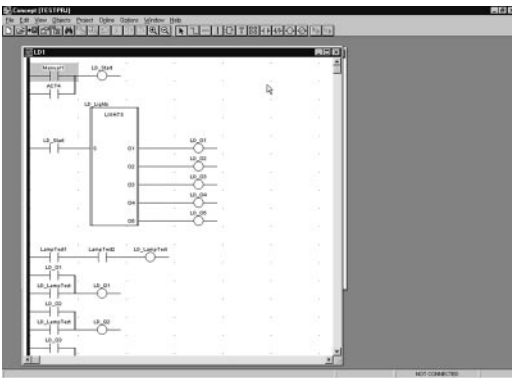 Concept [TESTPRJ]
File Edit View Objects Project Online Options Window Help
LD1
Manual1 LD_Start
ACT4
LD_Lights
LIGHTS
LD_Start S O1 LD_O1
O2 LD_O2
O3 LD_O3
O4 LD_O4
O5 LD_O5
LampTest1 LampTest2 LD_LampTest
LD_O1
LD_LampTest LD_O1
LD_O2
LD_LampTest LD_O2
LD_O3
NOT CONNECTED